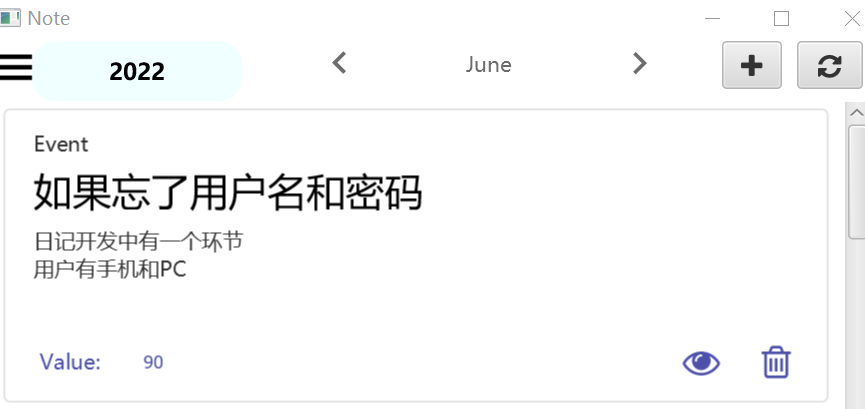 Note
2022
June
Event
如果忘了用户名和密码
日记开发中有一个环节
用户有手机和PC
Value: 90